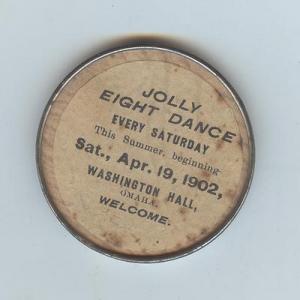 JOLLY
EIGHT DANCE
EVERY SATURDAY
This Summer, beginning
Sat., Apr. 19, 1902,
WASHINGTON HALL,
OMAHA.
WELCOME.